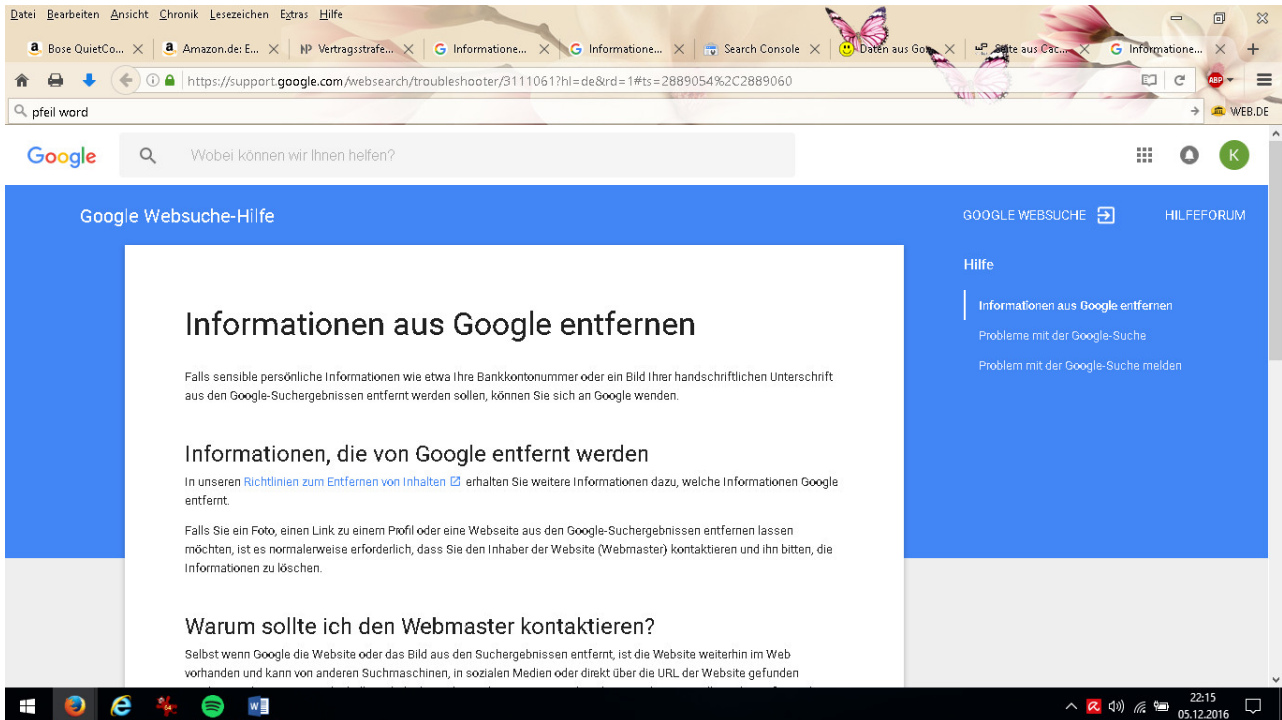 Datei Bearbeiten Ansicht Chronik Lesezeichen Extras Hilfe
Bose QuietCo... Amazon.de: E... Vertragsstrafe... Informatione... Informatione... Search Console Daten aus Goo... Seite aus Cac... Informatione...
https://support.google.com/websearch/troubleshooter/3111061?hl=de&rd=1#ts=2889054%2C2889060 ABP
pfeil word WEB.DE
Google Wobei können wir Ihnen helfen? K
Google Websuche-Hilfe GOOGLE WEBSUCHE HILFEFORUM
Hilfe
Informationen aus Google entfernen
Probleme mit der Google-Suche
Problem mit der Google-Suche melden
Informationen aus Google entfernen
Falls sensible persönliche Informationen wie etwa Ihre Bankkontonummer oder ein Bild Ihrer handschriftlichen Unterschrift
aus den Google-Suchergebnissen entfernt werden sollen, können Sie sich an Google wenden.
Informationen, die von Google entfernt werden
In unseren Richtlinien zum Entfernen von Inhalten erhalten Sie weitere Informationen dazu, welche Informationen Google
entfernt.
Falls Sie ein Foto, einen Link zu einem Profil oder eine Webseite aus den Google-Suchergebnissen entfernen lassen
möchten, ist es normalerweise erforderlich, dass Sie den Inhaber der Website (Webmaster) kontaktieren und ihn bitten, die
Informationen zu löschen.
Warum sollte ich den Webmaster kontaktieren?
Selbst wenn Google die Website oder das Bild aus den Suchergebnissen entfernt, ist die Website weiterhin im Web
vorhanden und kann von anderen Suchmaschinen, in sozialen Medien oder direkt über die URL der Website gefunden
22:15
05.12.2016